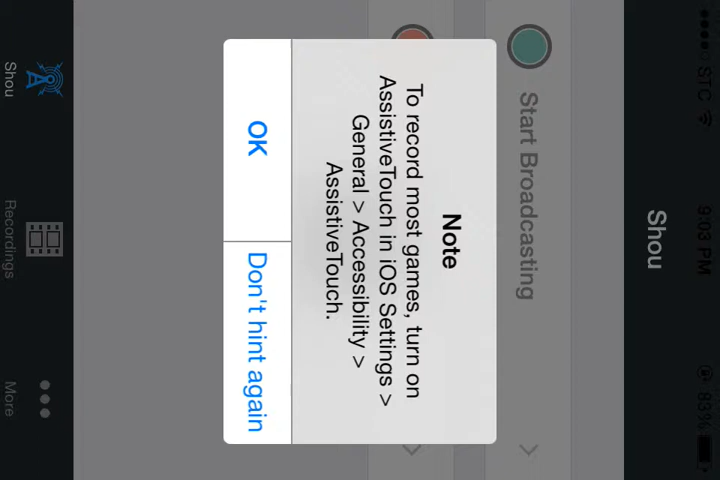 STC 9:03 PM 83%
Shou
Start Broadcasting
Note
To record most games, turn on
AssistiveTouch in iOS Settings >
General > Accessibility >
AssistiveTouch.
OK Don't hint again
Shou Recordings More